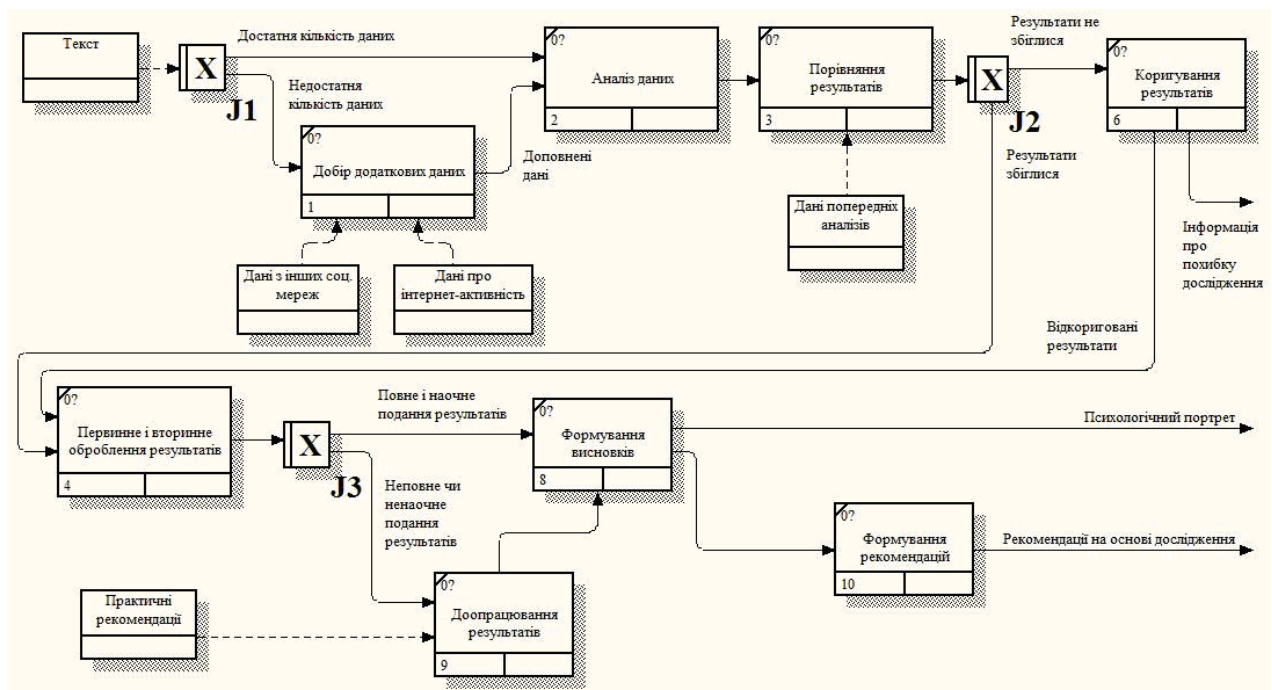 Текст
X
J1
Достатня кількість даних
Недостатня
кількість даних
0?
Добір додаткових даних
1
Дані з інших соц.
мереж
Дані про
інтернет-активність
Доповнені
дані
0?
Аналіз даних
2
0?
Порівняння
результатів
3
Дані попередніх
аналізів
X
J2
Результати не
збіглися
Результати
збіглися
0?
Коригування
результатів
6
Інформація
про
похибку
дослідження
Відкориговані
результати
0?
Первинне і вторинне
оброблення результатів
4
X
J3
Повне і наочне
подання результатів
Неповне чи
ненаочне
подання
результатів
0?
Формування
висновків
8
Психологічний портрет
0?
Формування
рекомендацій
10
Рекомендації на основі дослідження
Практичні
рекомендації
0?
Доопрацювання
результатів
9